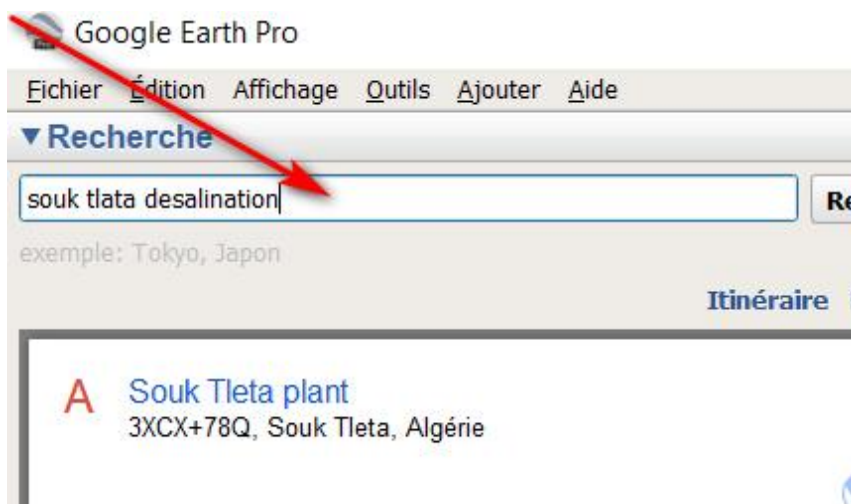 Google Earth Pro
Fichier Édition Affichage Outils Ajouter Aide
Recherche
souk tlata desalination
Re
exemple: Tokyo, Japon
Itinéraire
A Souk Tleta plant
3XCX+78Q, Souk Tleta, Algérie